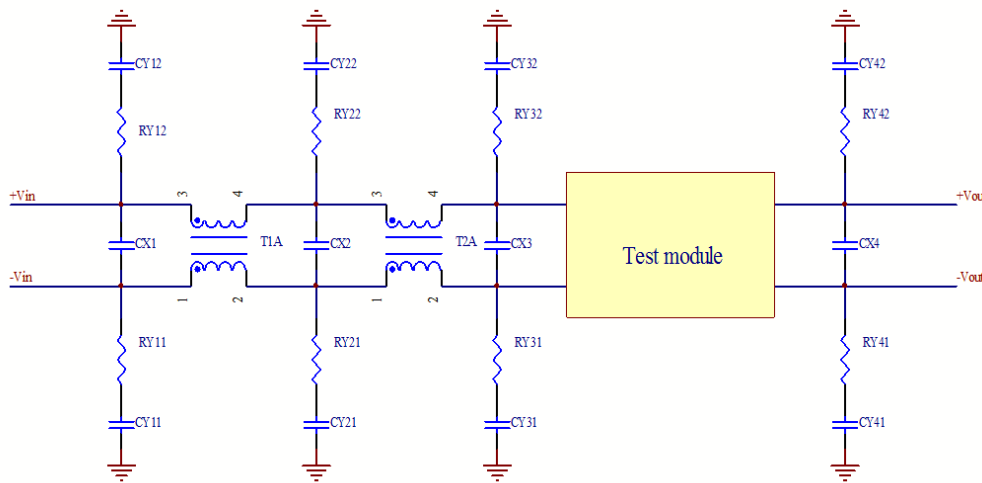 CY12
CY22
CY32
CY42
RY12
RY22
RY32
RY42
+Vin
3
4
3
4
+Vou
CX1
T1A
CX2
T2A
CX3
Test module
CX4
-Vin
1
2
1
2
-Vout
RY11
RY21
RY31
RY41
CY11
CY21
CY31
CY41